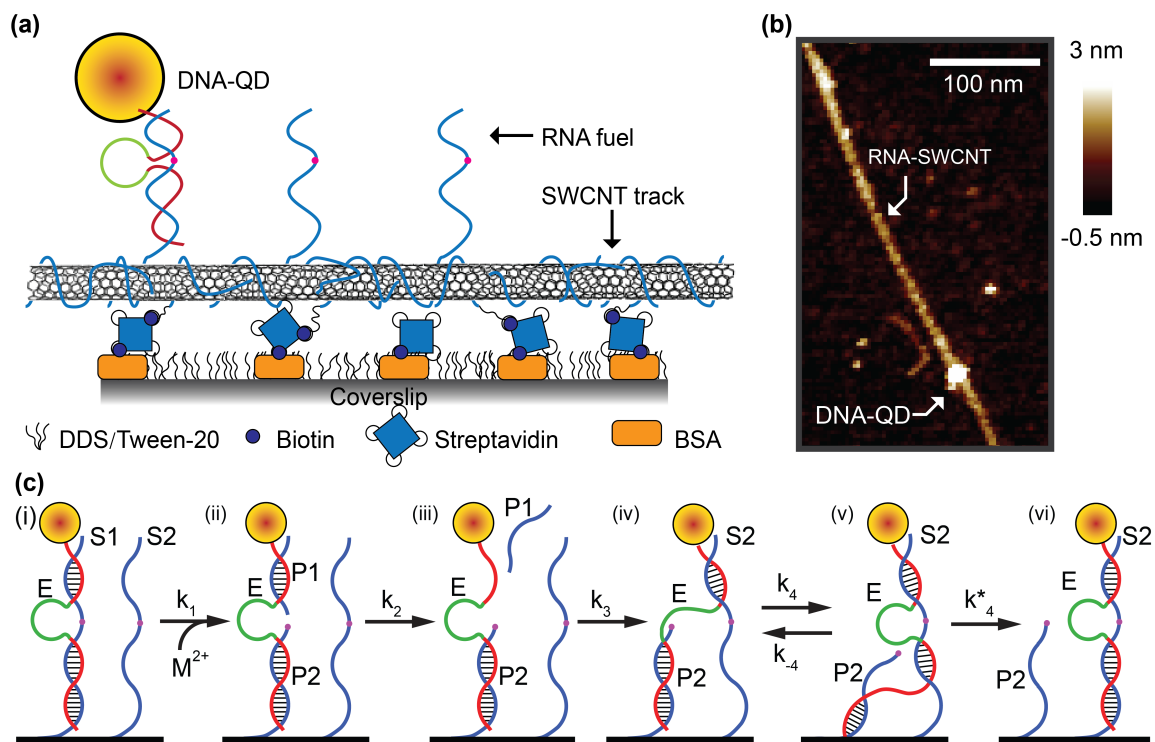 (a)
DNA-QD
RNA fuel
SWCNT track
Coverslip
DDS/Tween-20
Biotin
Streptavidin
BSA
(b)
3 nm
100 nm
RNA-SWCNT
-0.5 nm
DNA-QD
(c)
(i)
S1
S2
E
k1
M2+
(ii)
P1
E
P2
k2
(iii)
P1
E
P2
k3
(iv)
S2
E
P2
k4
k-4
(v)
S2
E
P2
k*4
(vi)
S2
E
P2